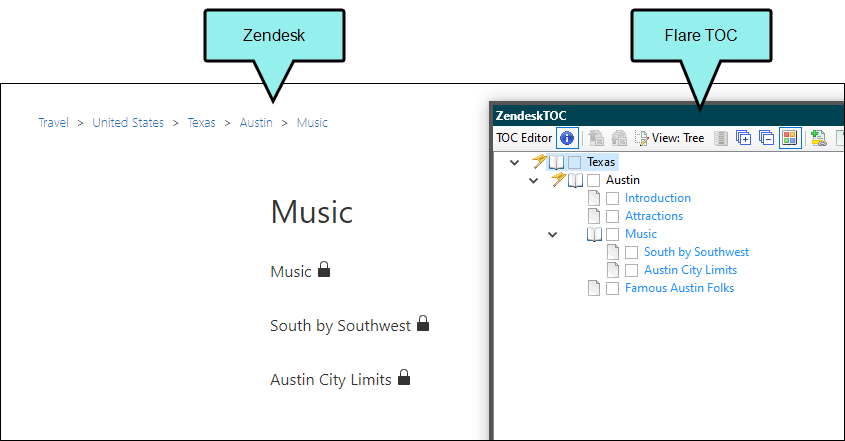 Zendesk
Flare TOC
Travel > United States > Texas > Austin > Music
Music
Music
South by Southwest
Austin City Limits
ZendeskTOC
TOC Editor View: Tree
Texas
Austin
Introduction
Attractions
Music
South by Southwest
Austin City Limits
Famous Austin Folks